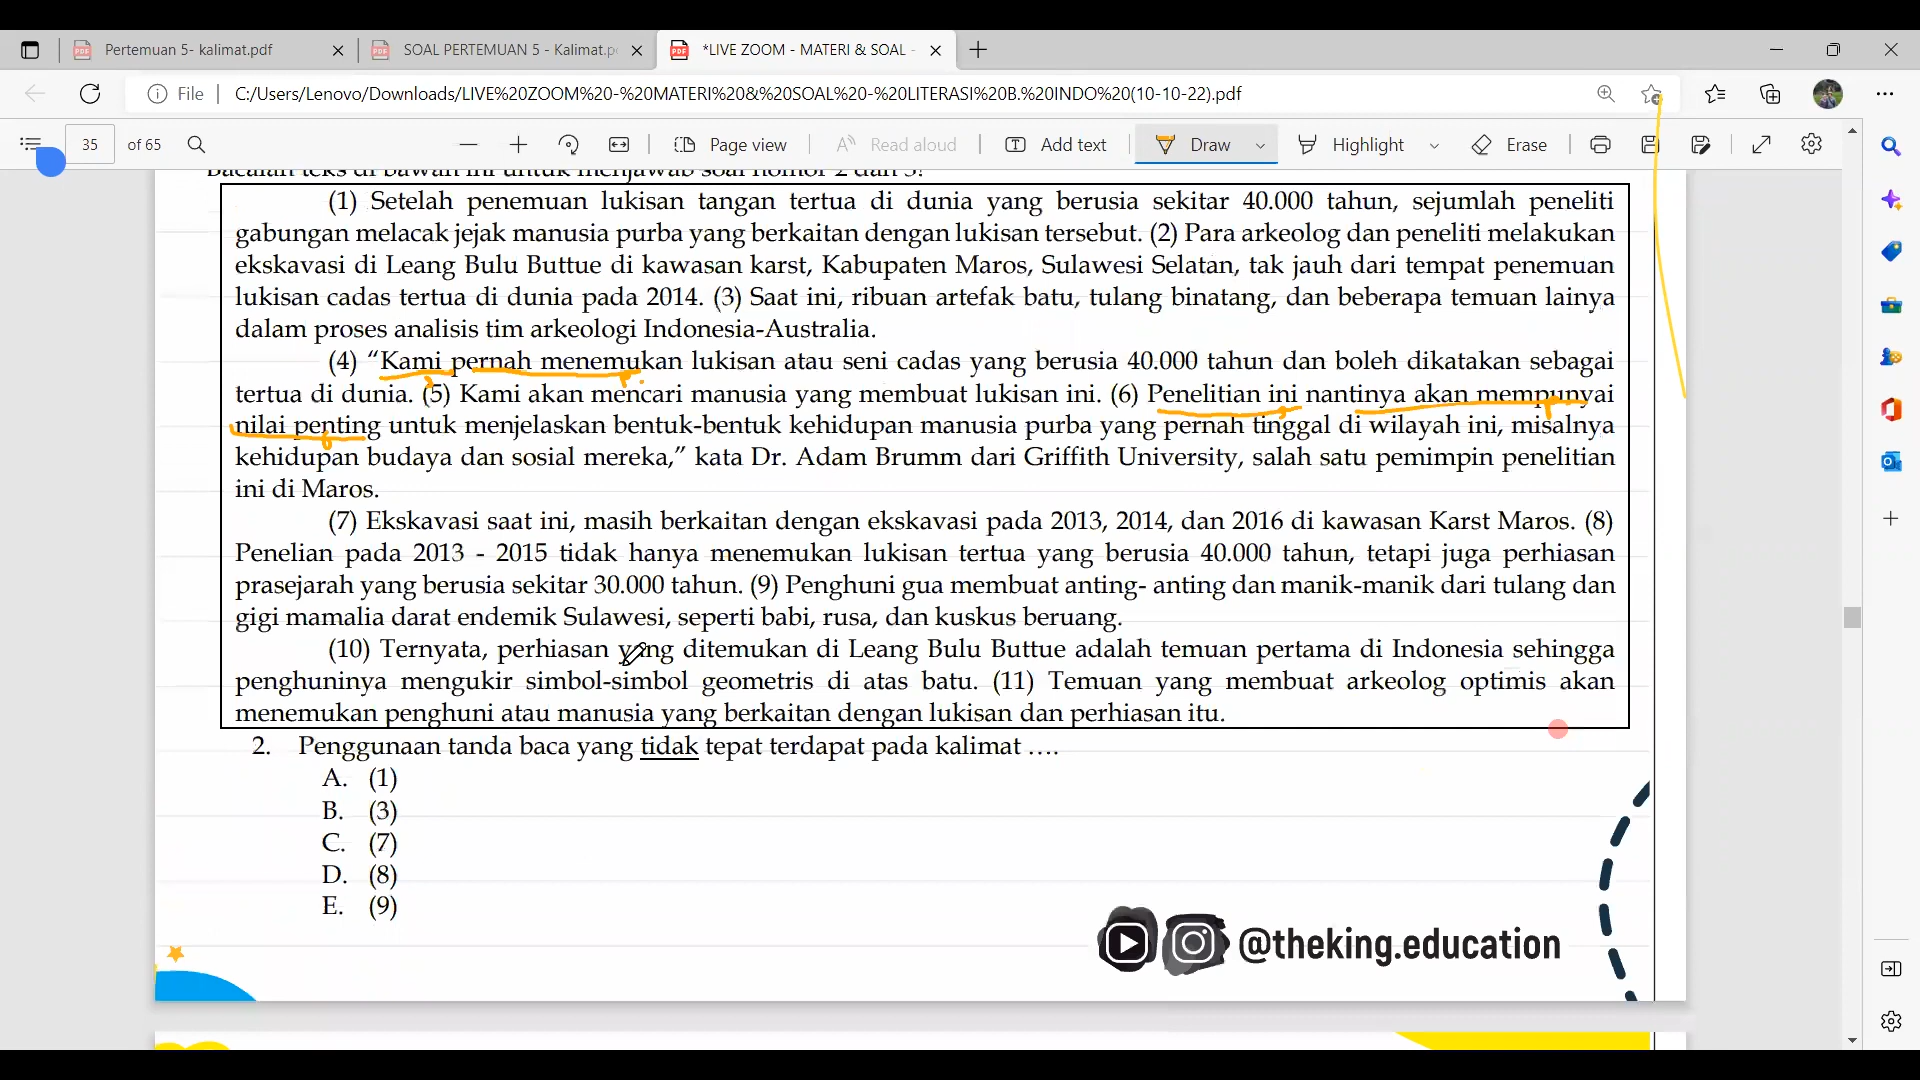 Pertemuan 5- kalimat.pdf
SOAL PERTEMUAN 5 - Kalimat.p
*LIVE ZOOM - MATERI & SOAL -
File
C:/Users/Lenovo/Downloads/LIVE%20ZOOM%20-%20MATERI%20&%20SOAL%20-%20LITERASI%20B.%20INDO%20(10-10-22).pdf
35 of 65
Page view
Read aloud
Add text
Draw
Highlight
Erase
Bacalah teks di bawah ini untuk menjawab soal nomor 2 dan 3!
(1) Setelah penemuan lukisan tangan tertua di dunia yang berusia sekitar 40.000 tahun, sejumlah peneliti
gabungan melacak jejak manusia purba yang berkaitan dengan lukisan tersebut. (2) Para arkeolog dan peneliti melakukan
ekskavasi di Leang Bulu Buttue di kawasan karst, Kabupaten Maros, Sulawesi Selatan, tak jauh dari tempat penemuan
lukisan cadas tertua di dunia pada 2014. (3) Saat ini, ribuan artefak batu, tulang binatang, dan beberapa temuan lainya
dalam proses analisis tim arkeologi Indonesia-Australia.
(4) “Kami pernah menemukan lukisan atau seni cadas yang berusia 40.000 tahun dan boleh dikatakan sebagai
tertua di dunia. (5) Kami akan mencari manusia yang membuat lukisan ini. (6) Penelitian ini nantinya akan mempunyai
nilai penting untuk menjelaskan bentuk-bentuk kehidupan manusia purba yang pernah tinggal di wilayah ini, misalnya
kehidupan budaya dan sosial mereka,” kata Dr. Adam Brumm dari Griffith University, salah satu pemimpin penelitian
ini di Maros.
(7) Ekskavasi saat ini, masih berkaitan dengan ekskavasi pada 2013, 2014, dan 2016 di kawasan Karst Maros. (8)
Penelian pada 2013 - 2015 tidak hanya menemukan lukisan tertua yang berusia 40.000 tahun, tetapi juga perhiasan
prasejarah yang berusia sekitar 30.000 tahun. (9) Penghuni gua membuat anting- anting dan manik-manik dari tulang dan
gigi mamalia darat endemik Sulawesi, seperti babi, rusa, dan kuskus beruang.
(10) Ternyata, perhiasan yang ditemukan di Leang Bulu Buttue adalah temuan pertama di Indonesia sehingga
penghuninya mengukir simbol-simbol geometris di atas batu. (11) Temuan yang membuat arkeolog optimis akan
menemukan penghuni atau manusia yang berkaitan dengan lukisan dan perhiasan itu.
2. Penggunaan tanda baca yang tidak tepat terdapat pada kalimat ….
A. (1)
B. (3)
C. (7)
D. (8)
E. (9)
@theking.education